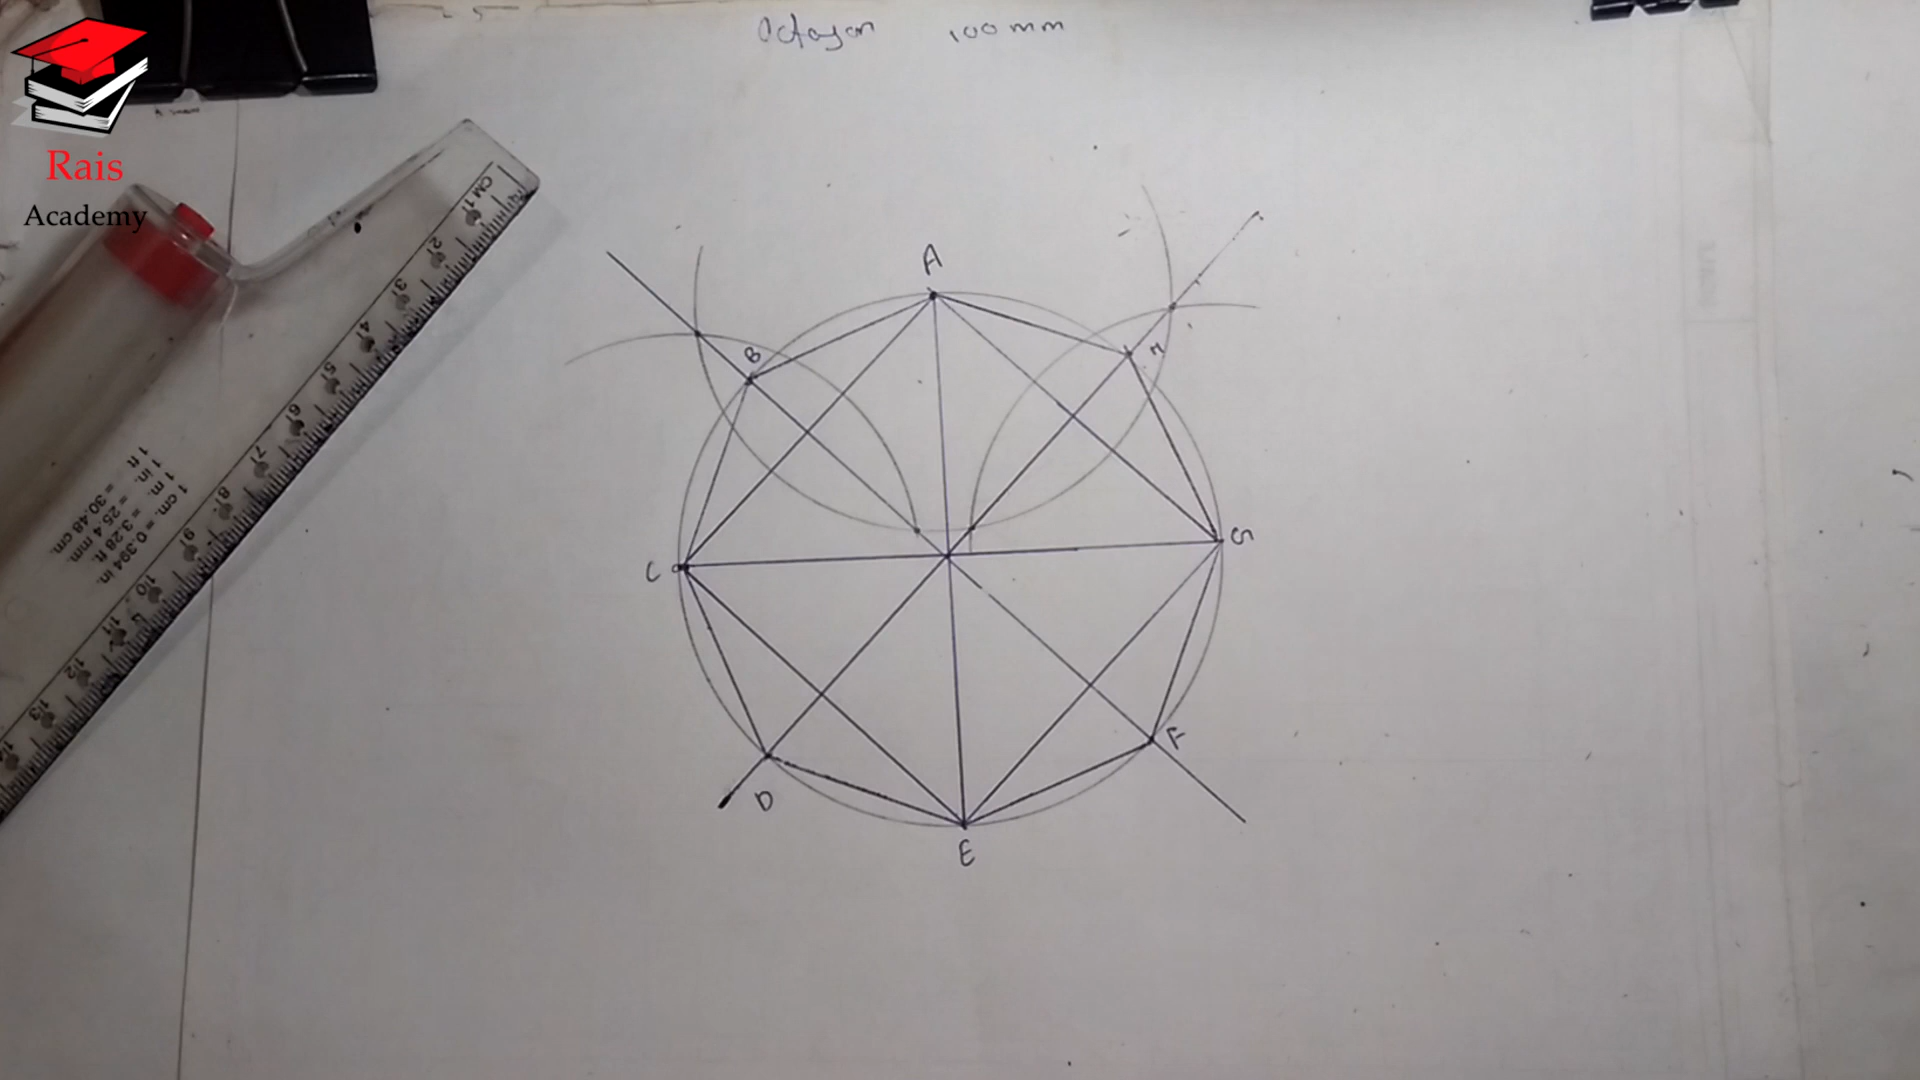 Octagon 100 mm
Rais
Academy
CM 1 2 3 4 5 6 7 8 9 10 11 12 13 14
1 cm. = 0.394 in.
1 m. = 3.28 ft.
1 in. = 25.4 mm.
1 ft = 30.48 cm.
A
B
C
G
F
D
E